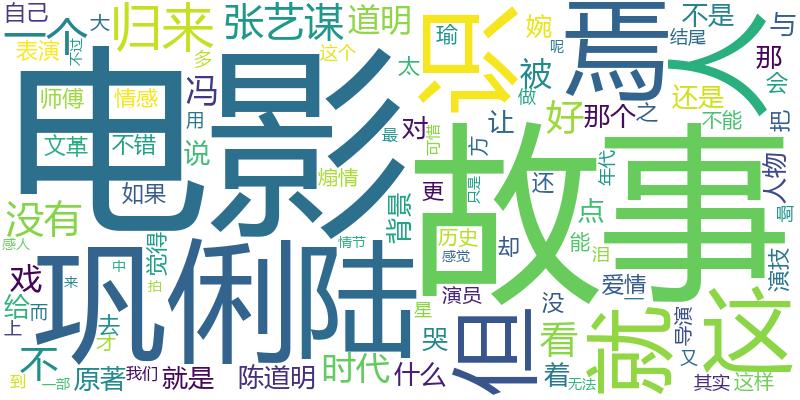 自己
大
一个
不过
表演
多
归来
这个
张艺谋
道明
瑜
婉
太
呢
做
识
焉
不是
结尾
人
与
那
会
还是
之
不能
把
电影
师傅
情感
冯
用
文革
不错
说
如果
煽情
对
最
可惜
被
让
方
好
那个
没有
觉得
背景
更
故事
还
点
年代
能
泪
人物
演技
感人
戏
给
而
上
巩俐陆
情节
中
来
拍
历史
感觉
却
只是
星
演员
没
爱情
一
导演
又
但
就
这
不
去
才
到
一部
原著
我们
就是
陈道明
时代
什么
哭
看
着
无法
其实
这样